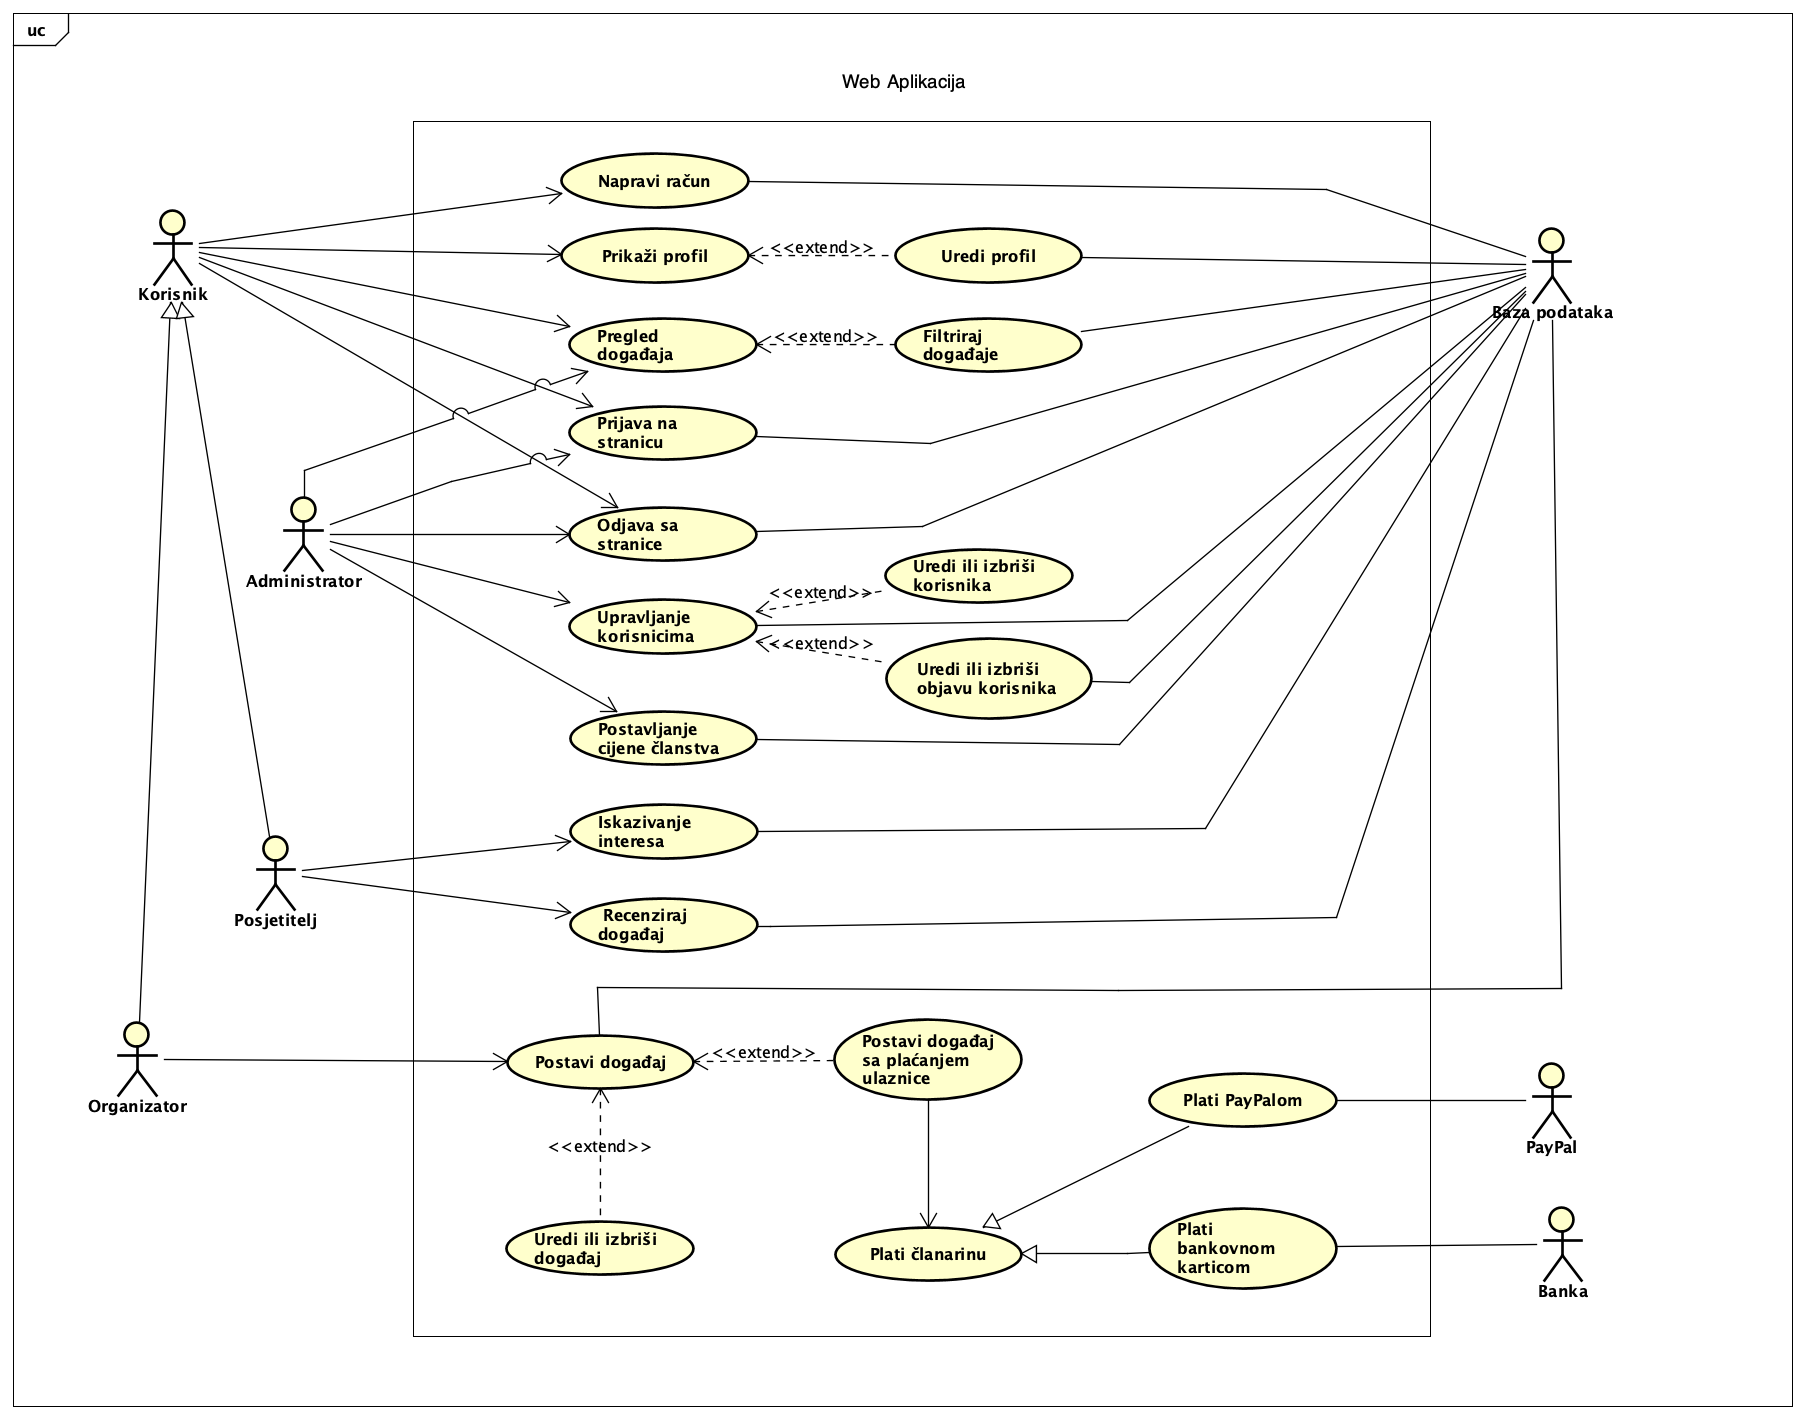 uc
Web Aplikacija
Napravi račun
Prikaži profil
<<extend>>
Uredi profil
Korisnik
Baza podataka
Pregled
događaja
<<extend>>
Filtriraj
događaje
Prijava na
stranicu
Odjava sa
stranice
Administrator
Uredi ili izbriši
korisnika
<<extend>>
Upravljanje
korisnicima
<<extend>>
Uredi ili izbriši
objavu korisnika
Postavljanje
cijene članstva
Iskazivanje
interesa
Posjetitelj
Recenziraj
događaj
Postavi događaj
<<extend>>
Postavi događaj
sa plaćanjem
ulaznice
Organizator
Plati PayPalom
PayPal
<<extend>>
Uredi ili izbriši
događaj
Plati članarinu
Plati
bankovnom
karticom
Banka